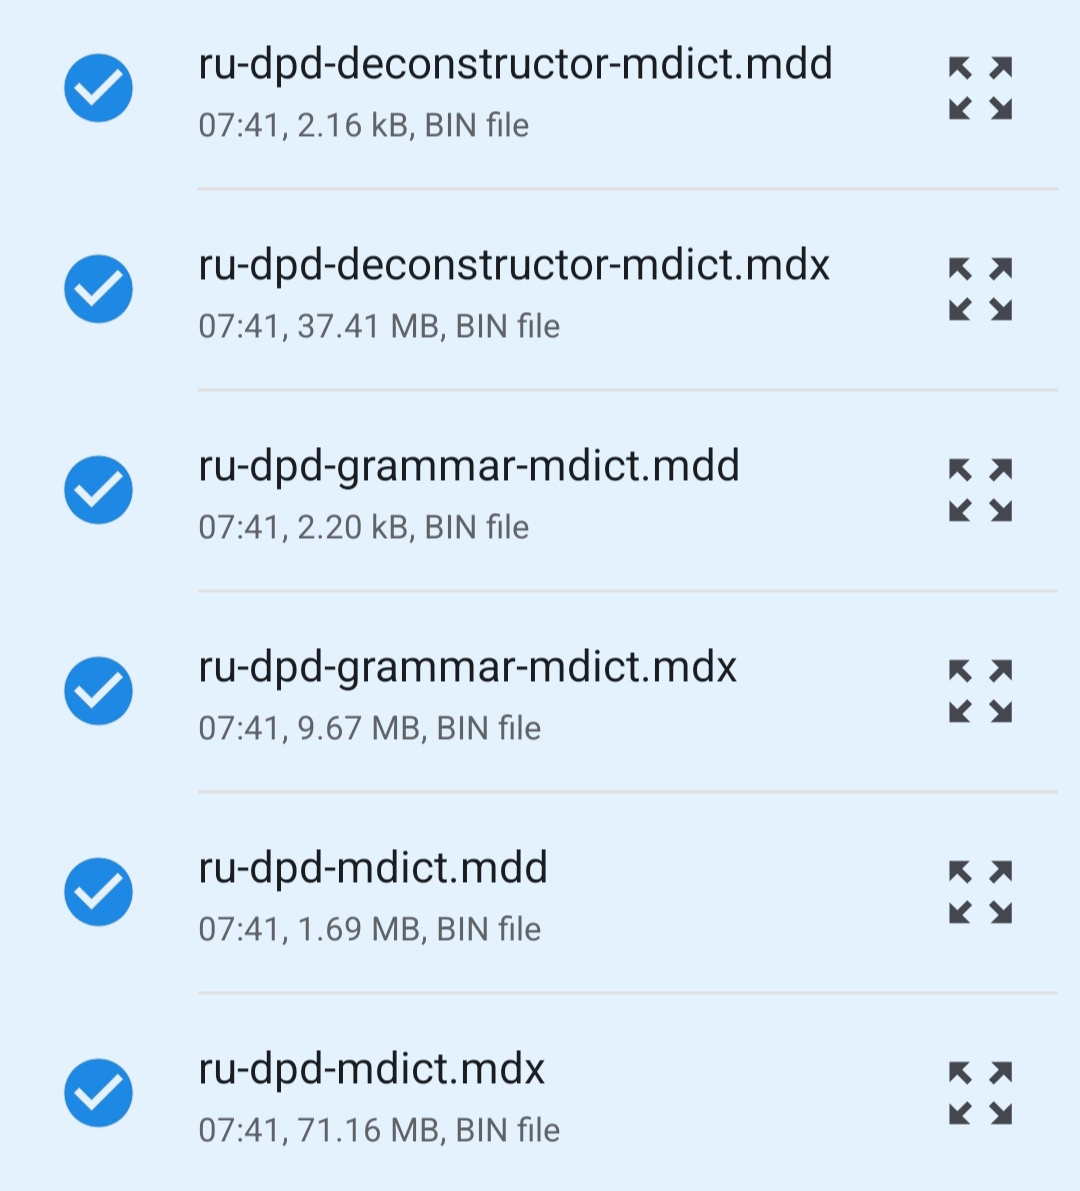 ru-dpd-deconstructor-mdict.mdd
07:41, 2.16 kB, BIN file
ru-dpd-deconstructor-mdict.mdx
07:41, 37.41 MB, BIN file
ru-dpd-grammar-mdict.mdd
07:41, 2.20 kB, BIN file
ru-dpd-grammar-mdict.mdx
07:41, 9.67 MB, BIN file
ru-dpd-mdict.mdd
07:41, 1.69 MB, BIN file
ru-dpd-mdict.mdx
07:41, 71.16 MB, BIN file